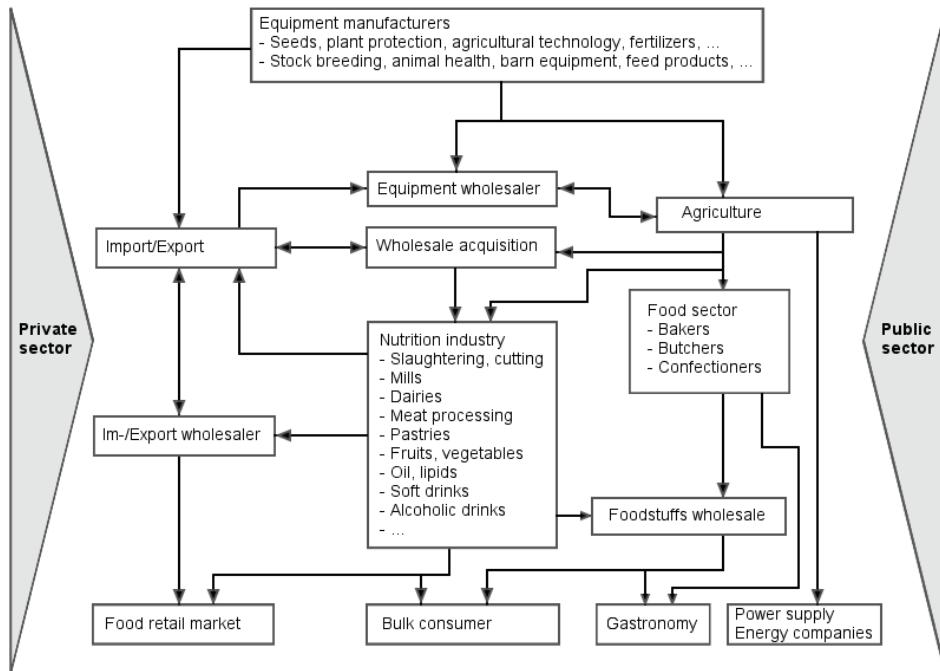 Equipment manufacturers
- Seeds, plant protection, agricultural technology, fertilizers, ...
- Stock breeding, animal health, barn equipment, feed products, ...
Equipment wholesaler
Agriculture
Import/Export
Wholesale acquisition
Private
sector
Public
sector
Food sector
- Bakers
- Butchers
- Confectioners
Nutrition industry
- Slaughtering, cutting
- Mills
- Dairies
- Meat processing
- Pastries
- Fruits, vegetables
- Oil, lipids
- Soft drinks
- Alcoholic drinks
- ...
Im-/Export wholesaler
Foodstuffs wholesale
Food retail market
Bulk consumer
Gastronomy
Power supply
Energy companies